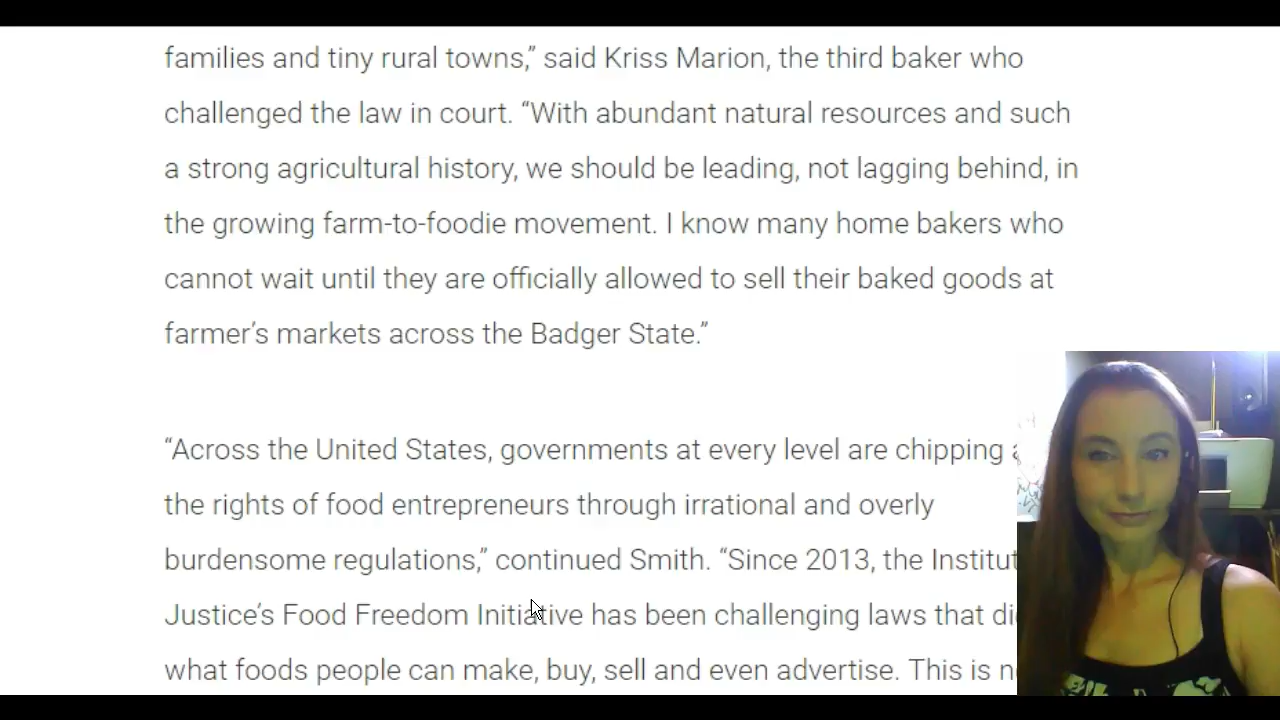 families and tiny rural towns,” said Kriss Marion, the third baker who
challenged the law in court. “With abundant natural resources and such
a strong agricultural history, we should be leading, not lagging behind, in
the growing farm-to-foodie movement. I know many home bakers who
cannot wait until they are officially allowed to sell their baked goods at
farmer’s markets across the Badger State.”
“Across the United States, governments at every level are chipping
the rights of food entrepreneurs through irrational and overly
burdensome regulations,” continued Smith. “Since 2013, the Institut
Justice’s Food Freedom Initiative has been challenging laws that di
what foods people can make, buy, sell and even advertise. This is n